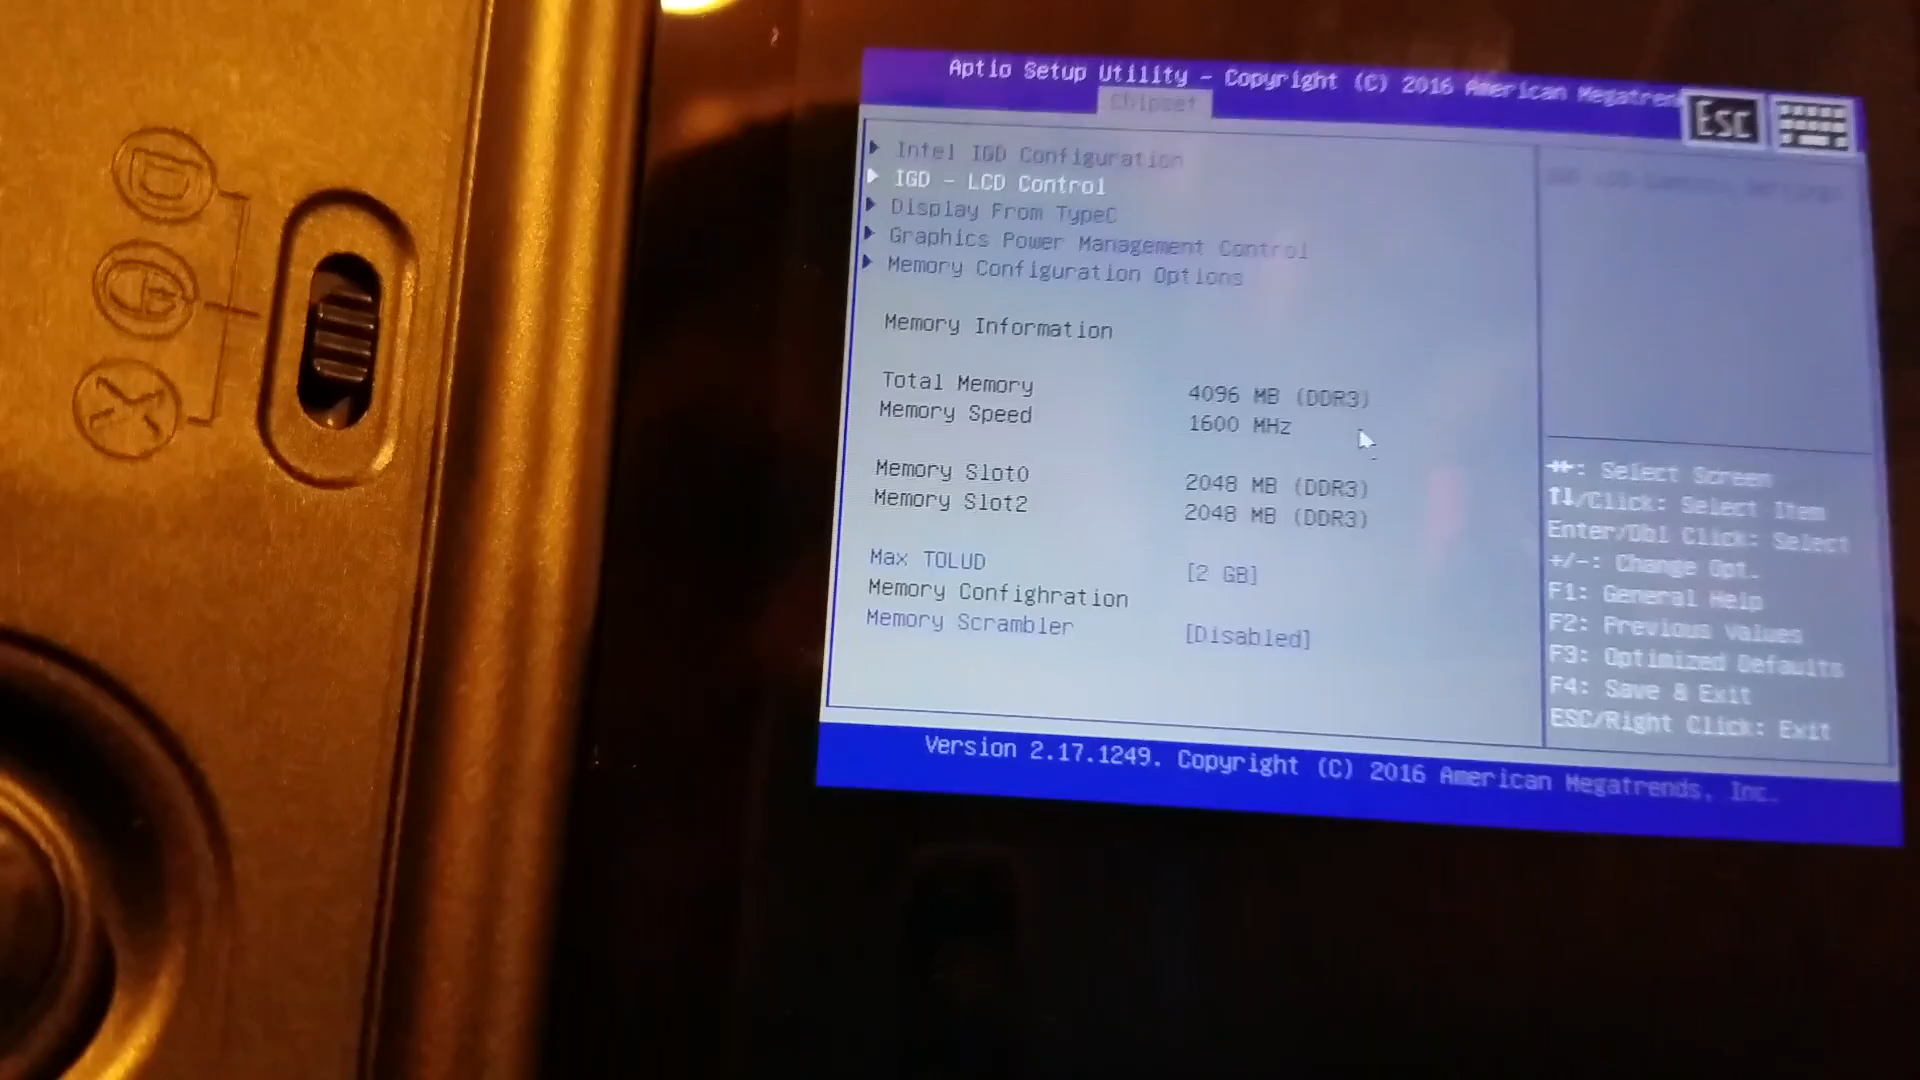 Aptio Setup Utility - Copyright (C) 2016 American Megatren
Chipset
ESC
Intel IGD Configuration
IGD - LCD Control
Display From TypeC
Graphics Power Management Control
Memory Configuration Options
Memory Information
Total Memory 4096 MB (DDR3)
Memory Speed 1600 MHz
Memory Slot0 2048 MB (DDR3)
Memory Slot2 2048 MB (DDR3)
Max TOLUD [2 GB]
Memory Confighration
Memory Scrambler [Disabled]
: Select Screen
↑↓/Click: Select Item
Enter/Dbl Click: Select
+/-: Change Opt.
F1: General Help
F2: Previous Values
F3: Optimized Defaults
F4: Save & Exit
ESC/Right Click: Exit
Version 2.17.1249. Copyright (C) 2016 American Megatrends, Inc.
D
X